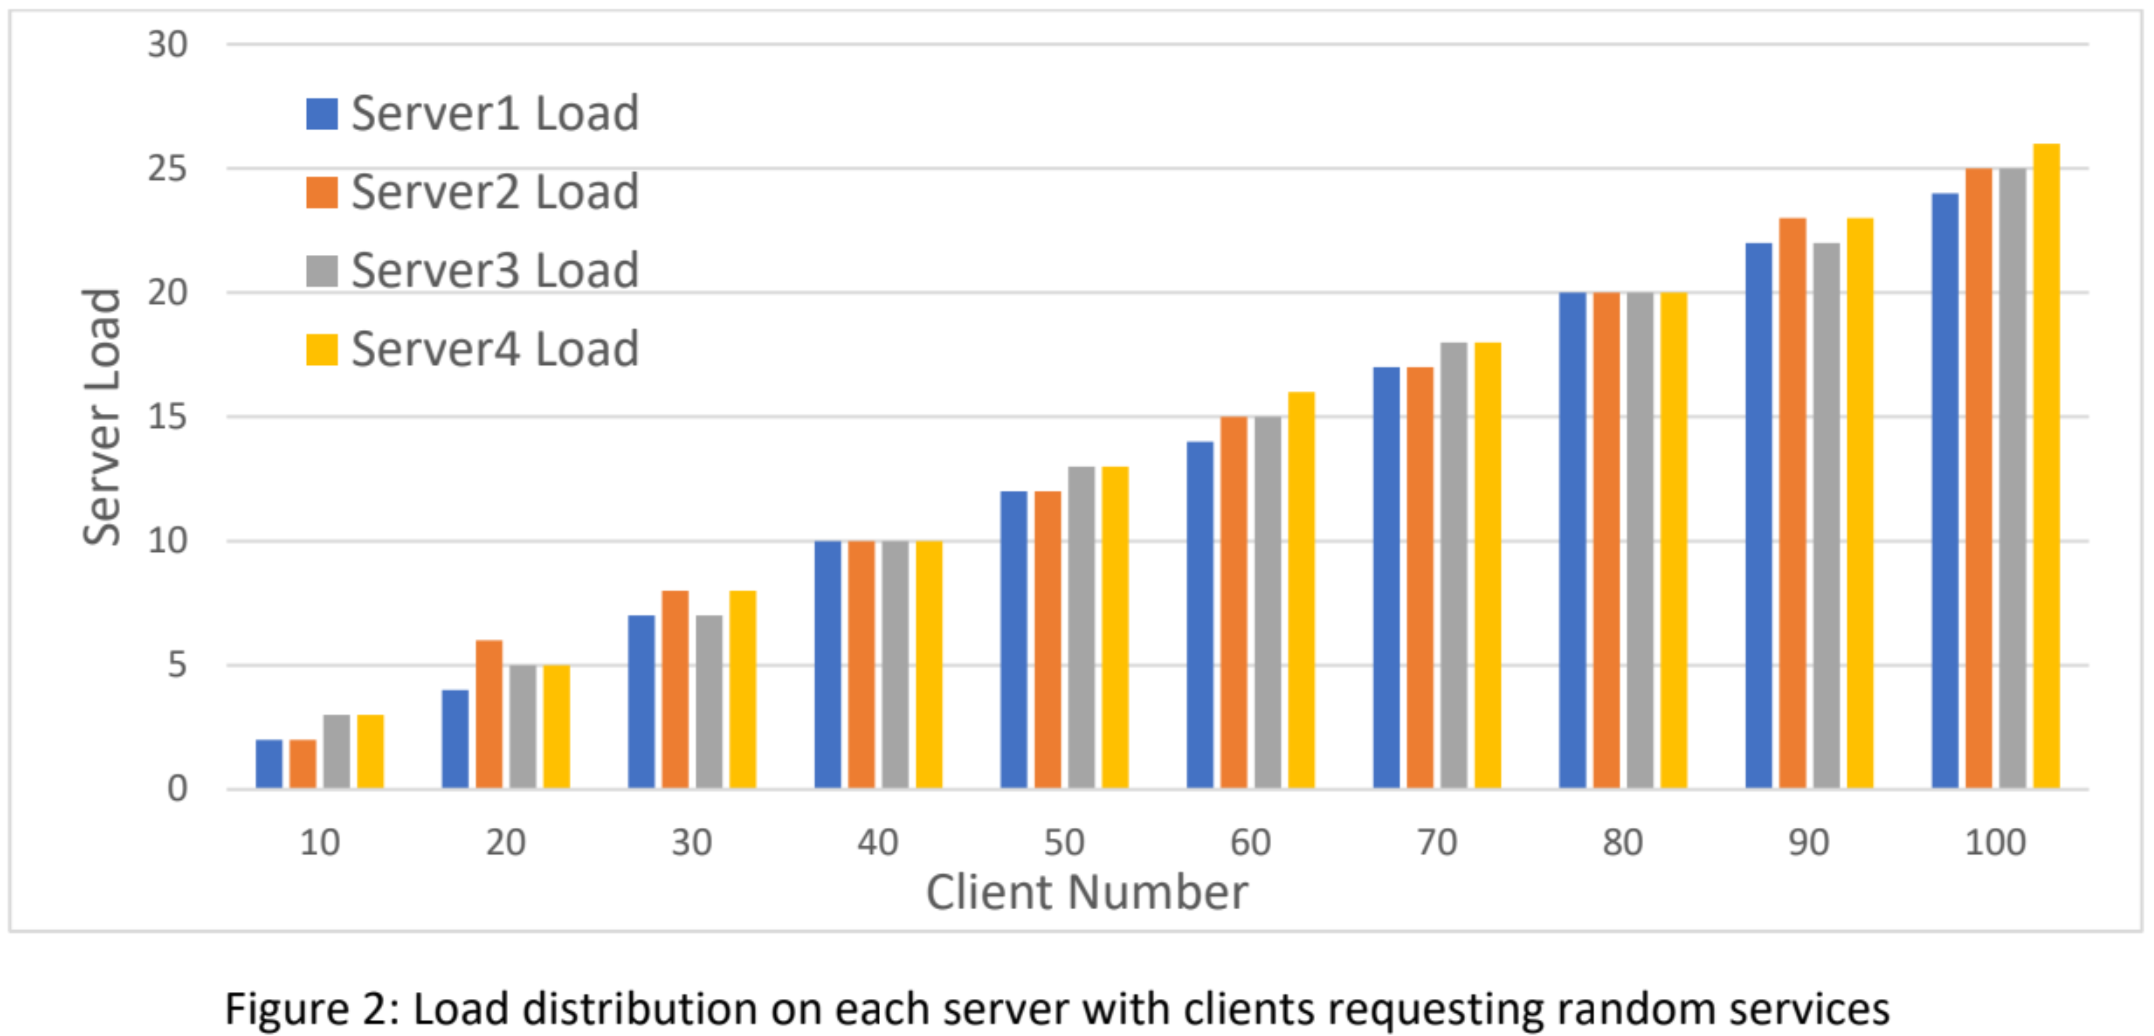 30
25
20
15
10
5
0
Server Load
Server1 Load
Server2 Load
Server3 Load
Server4 Load
10 20 30 40 50 60 70 80 90 100
Client Number
Figure 2: Load distribution on each server with clients requesting random services